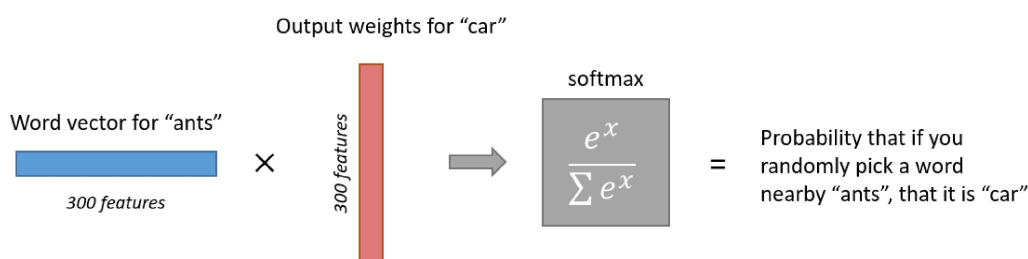 Output weights for “car”
softmax
Word vector for “ants”
300 features
×
300 features
e^x
∑ e^x
=
Probability that if you
randomly pick a word
nearby “ants”, that it is “car”